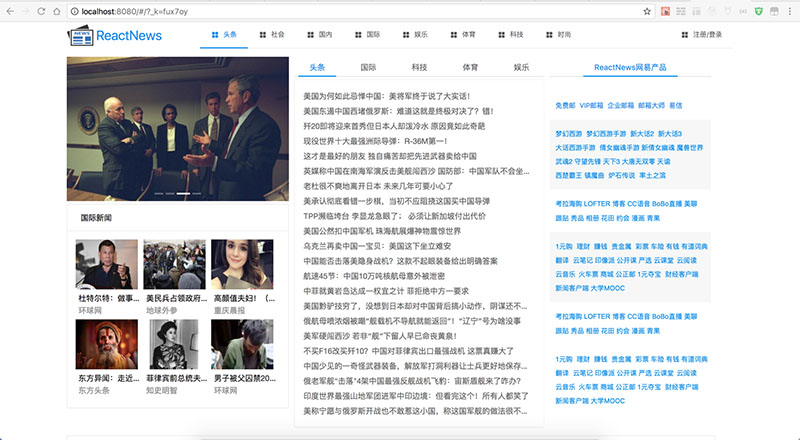 localhost:8080/#/?_k=fux7oy
NEWS
ReactNews
头条 社会 国内 国际 娱乐 体育 科技 时尚 注册/登录
国际新闻
杜特尔特：做事...
环球网
美民兵占领政府...
地球外参
高颜值夫妇！（...
重庆晨报
东方异闻：走近...
东方头条
菲律宾前总统夫...
知史明智
男子被父囚禁20...
环球网
头条 国际 科技 体育 娱乐
美国为何如此忌惮中国：美将军终于说了大实话！
美国东遏中国西堵俄罗斯：难道这就是终极对决了？错！
歼20即将迎来首秀但日本人却泼冷水 原因竟如此奇葩
现役世界十大最强洲际导弹：R-36M第一！
这才是最好的朋友 独自痛苦却把先进武器卖给中国
英媒称中国在南海军演反击美舰闯西沙 国防部：中国军队不会坐...
老杜很不爽地离开日本 未来几年可要小心了
美承认彻底看错一步棋，当初不应阻挠这国买中国导弹
TPP濒临垮台 李显龙急眼了； 必须让新加坡付出代价
美国公然扣中国军机 珠海航展爆神物震惊世界
乌克兰再卖中国一宝贝：美国这下坐立难安
中国能否击落美隐身战机？这款不起眼装备给出明确答案
航速45节：中国10万吨核航母意外被泄密
中菲就黄岩岛达成一权宜之计 菲拒绝中方一要求
美国黔驴技穷了，没想到日本却对中国背后搞小动作，阴谋还不...
俄航母喷浓烟被嘲“舰载机不导航就能返回”！“辽宁”号为啥没事
美军硬闯西沙 若非“舰”下留人早已命丧黄泉！
不买F16改买歼10？中国对菲律宾出口最强战机 这票真赚大了
中国少见的一奇怪武器装备，解放军打洞利器让士兵更好地保存...
俄老军舰“击落”4架中国最强反舰战机飞豹：宙斯盾舰来了咋办？
印度世界最强山地军团进军中印边境：但看完这个！所有人都笑了
美称宁愿与俄罗斯开战也不敢惹这小国，称这国军舰的做法很不...
ReactNews网易产品
免费邮 VIP邮箱 企业邮箱 邮箱大师 易信
梦幻西游 梦幻西游手游 新大话2 新大话3
大话西游手游 倩女幽魂手游 新倩女幽魂 魔兽世界
武魂2 守望先锋 天下3 大唐无双零 天谕
西楚霸王 镇魔曲 炉石传说 率土之滨
考拉海购 LOFTER 博客 CC语音 BoBo直播 美聊
跟贴 秀品 相册 花田 约会 漫画 青果
1元购 理财 赚钱 贵金属 彩票 车险 有钱 有道词典
翻译 云笔记 印像派 公开课 严选 云课堂 云阅读
云音乐 火车票 商城 公正邮 1元夺宝 财经客户端
新闻客户端 大学MOOC
考拉海购 LOFTER 博客 CC语音 BoBo直播 美聊
跟贴 秀品 相册 花田 约会 漫画 青果
1元购 理财 赚钱 贵金属 彩票 车险 有钱 有道词典
翻译 云笔记 印像派 公开课 严选 云课堂 云阅读
云音乐 火车票 商城 公正邮 1元夺宝 财经客户端
新闻客户端 大学MOOC